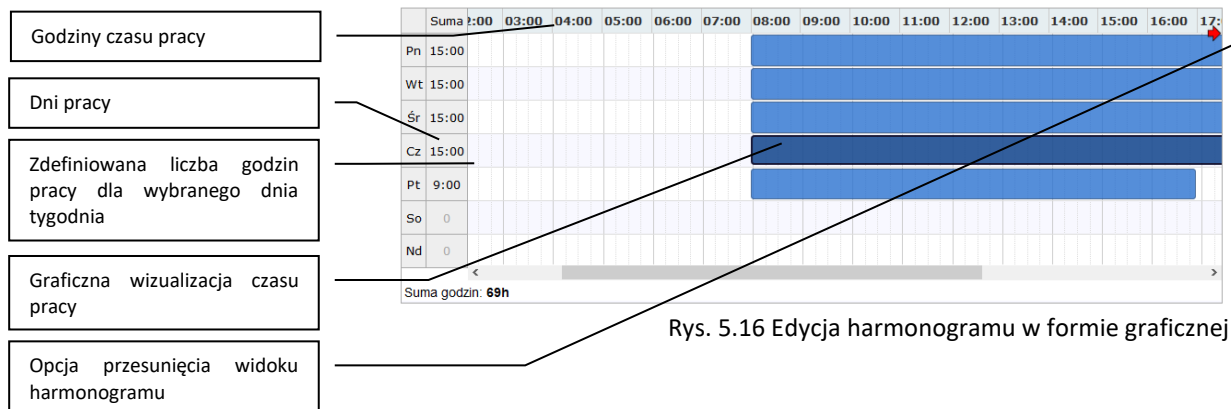 Godziny czasu pracy
Dni pracy
Zdefiniowana liczba godzin
pracy dla wybranego dnia
tygodnia
Graficzna wizualizacja czasu
pracy
Opcja przesunięcia widoku
harmonogramu
Suma 2:00 03:00 04:00 05:00 06:00 07:00 08:00 09:00 10:00 11:00 12:00 13:00 14:00 15:00 16:00 17:
Pn 15:00
Wt 15:00
Śr 15:00
Cz 15:00
Pt 9:00
So 0
Nd 0
Suma godzin: 69h
Rys. 5.16 Edycja harmonogramu w formie graficznej